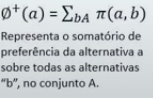 ∅⁺(a) = ∑bA π(a, b)
Representa o somatório de
preferência da alternativa a
sobre todas as alternativas
"b", no conjunto A.